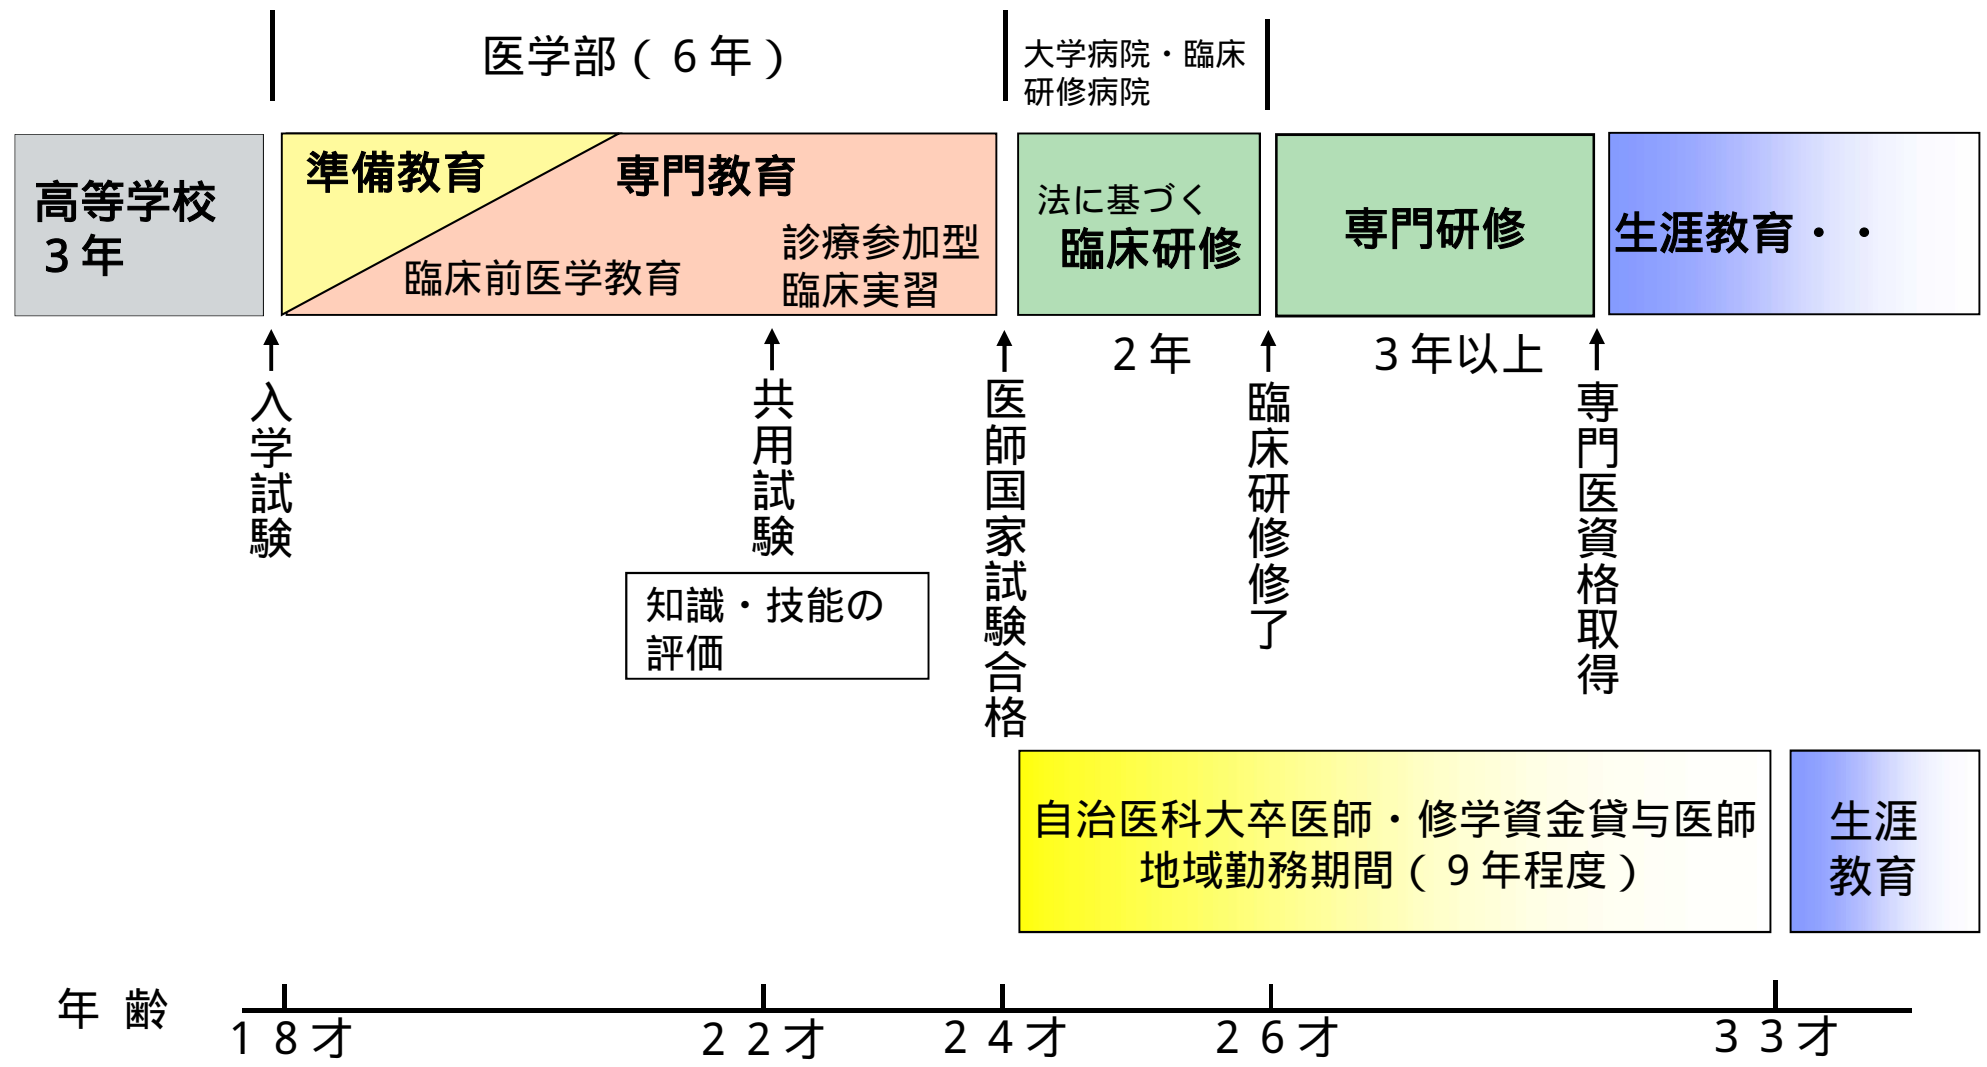 医学部(6年)
大学病院・臨床
研修病院
高等学校
3年
準備教育
専門教育
臨床前医学教育
診療参加型
臨床実習
法に基づく
臨床研修
専門研修
生涯教育・・
2年
3年以上
入学試験
共用試験
医師国家試験合格
臨床研修修了
専門医資格取得
知識・技能の
評価
自治医科大卒医師・修学資金貸与医師
地域勤務期間(9年程度)
生涯
教育
年齢
18才
22才
24才
26才
33才